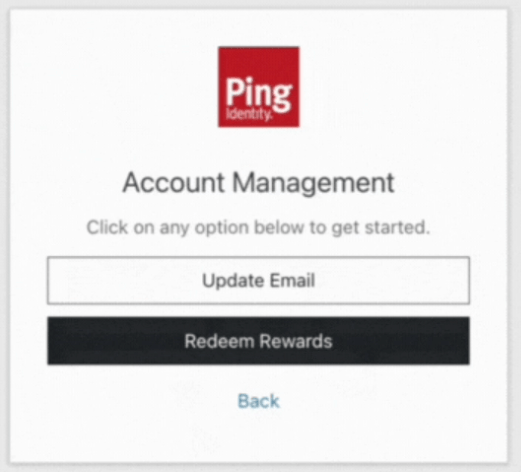 Ping
Identity.
Account Management
Click on any option below to get started.
Update Email
Redeem Rewards
Back